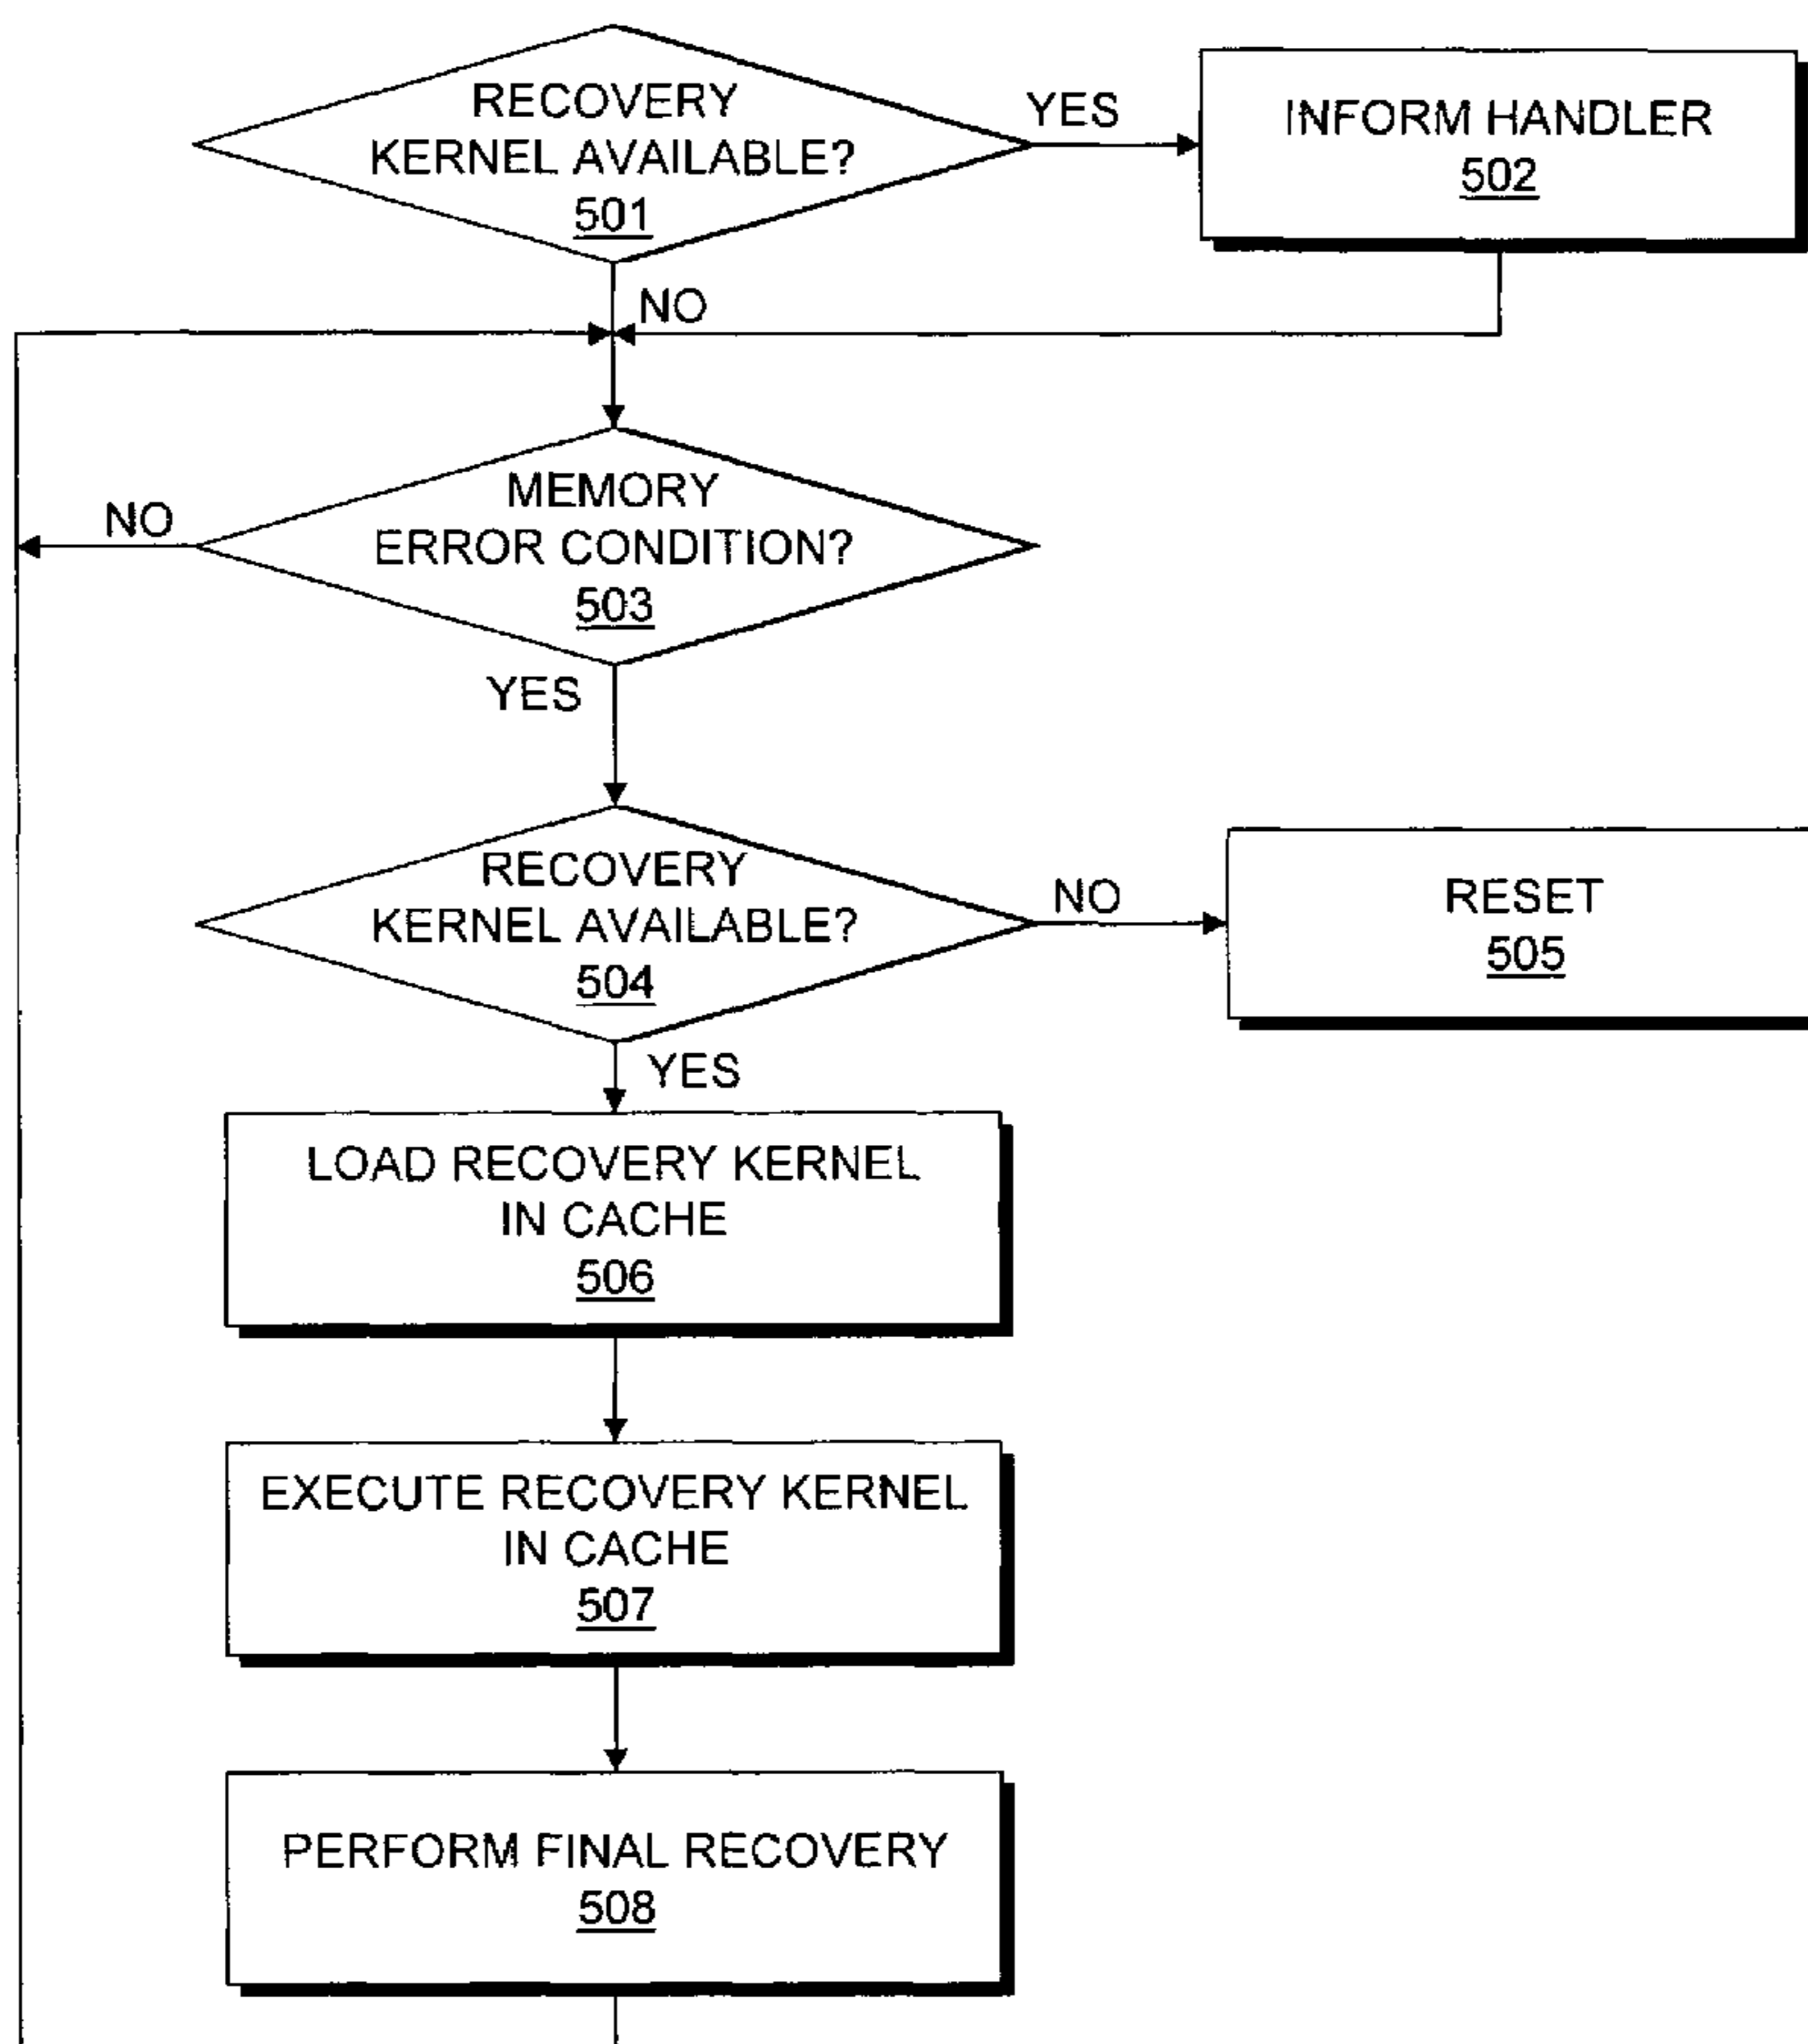 RECOVERY
KERNEL AVAILABLE?
501
YES
INFORM HANDLER
502
NO
MEMORY
ERROR CONDITION?
503
NO
YES
RECOVERY
KERNEL AVAILABLE?
504
NO
RESET
505
YES
LOAD RECOVERY KERNEL
IN CACHE
506
EXECUTE RECOVERY KERNEL
IN CACHE
507
PERFORM FINAL RECOVERY
508